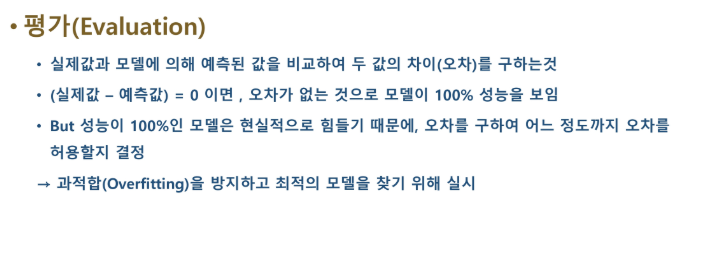 • 평가(Evaluation)
• 실제값과 모델에 의해 예측된 값을 비교하여 두 값의 차이(오차)를 구하는것
• (실제값 – 예측값) = 0 이면 , 오차가 없는 것으로 모델이 100% 성능을 보임
• But 성능이 100%인 모델은 현실적으로 힘들기 때문에, 오차를 구하여 어느 정도까지 오차를
허용할지 결정
→ 과적합(Overfitting)을 방지하고 최적의 모델을 찾기 위해 실시